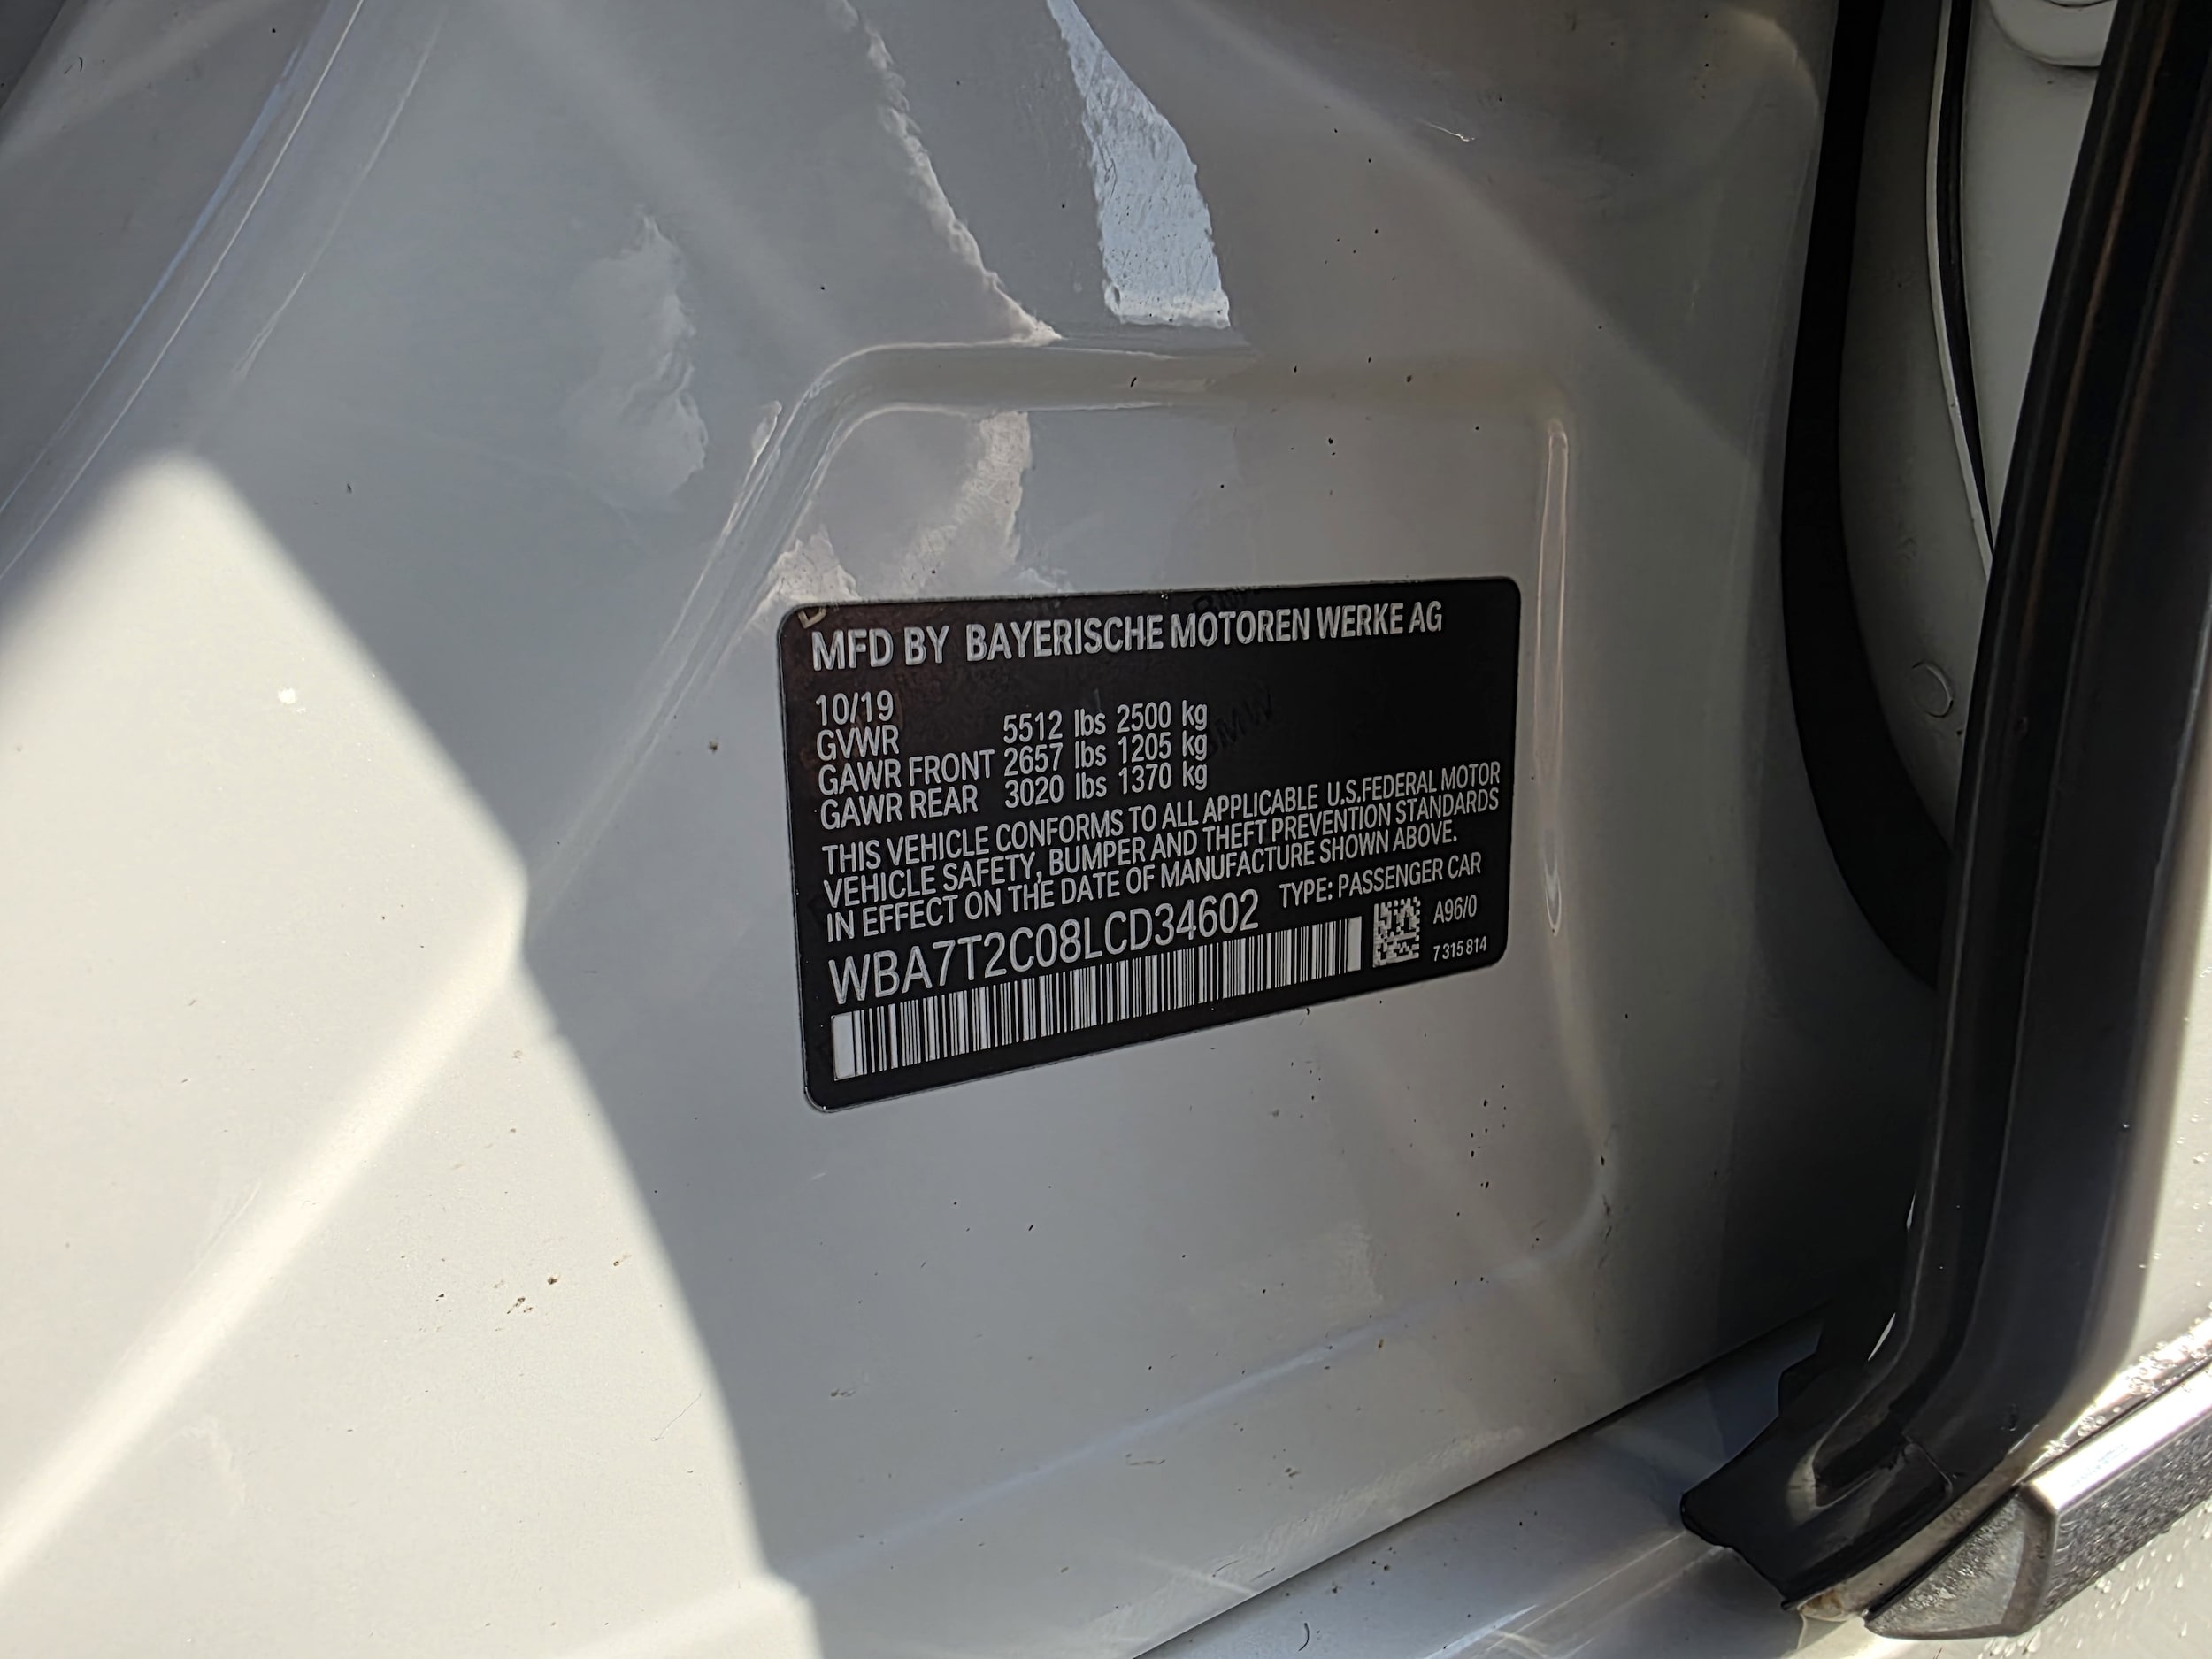 MFD BY BAYERISCHE MOTOREN WERKE AG
10/19
GVWR 5512 lbs 2500 kg
GAWR FRONT 2657 lbs 1205 kg
GAWR REAR 3020 lbs 1370 kg
THIS VEHICLE CONFORMS TO ALL APPLICABLE U.S.FEDERAL MOTOR
VEHICLE SAFETY, BUMPER AND THEFT PREVENTION STANDARDS
IN EFFECT ON THE DATE OF MANUFACTURE SHOWN ABOVE.
WBA7T2C08LCD34602 TYPE: PASSENGER CAR
A96/0
7 315 814
BMW